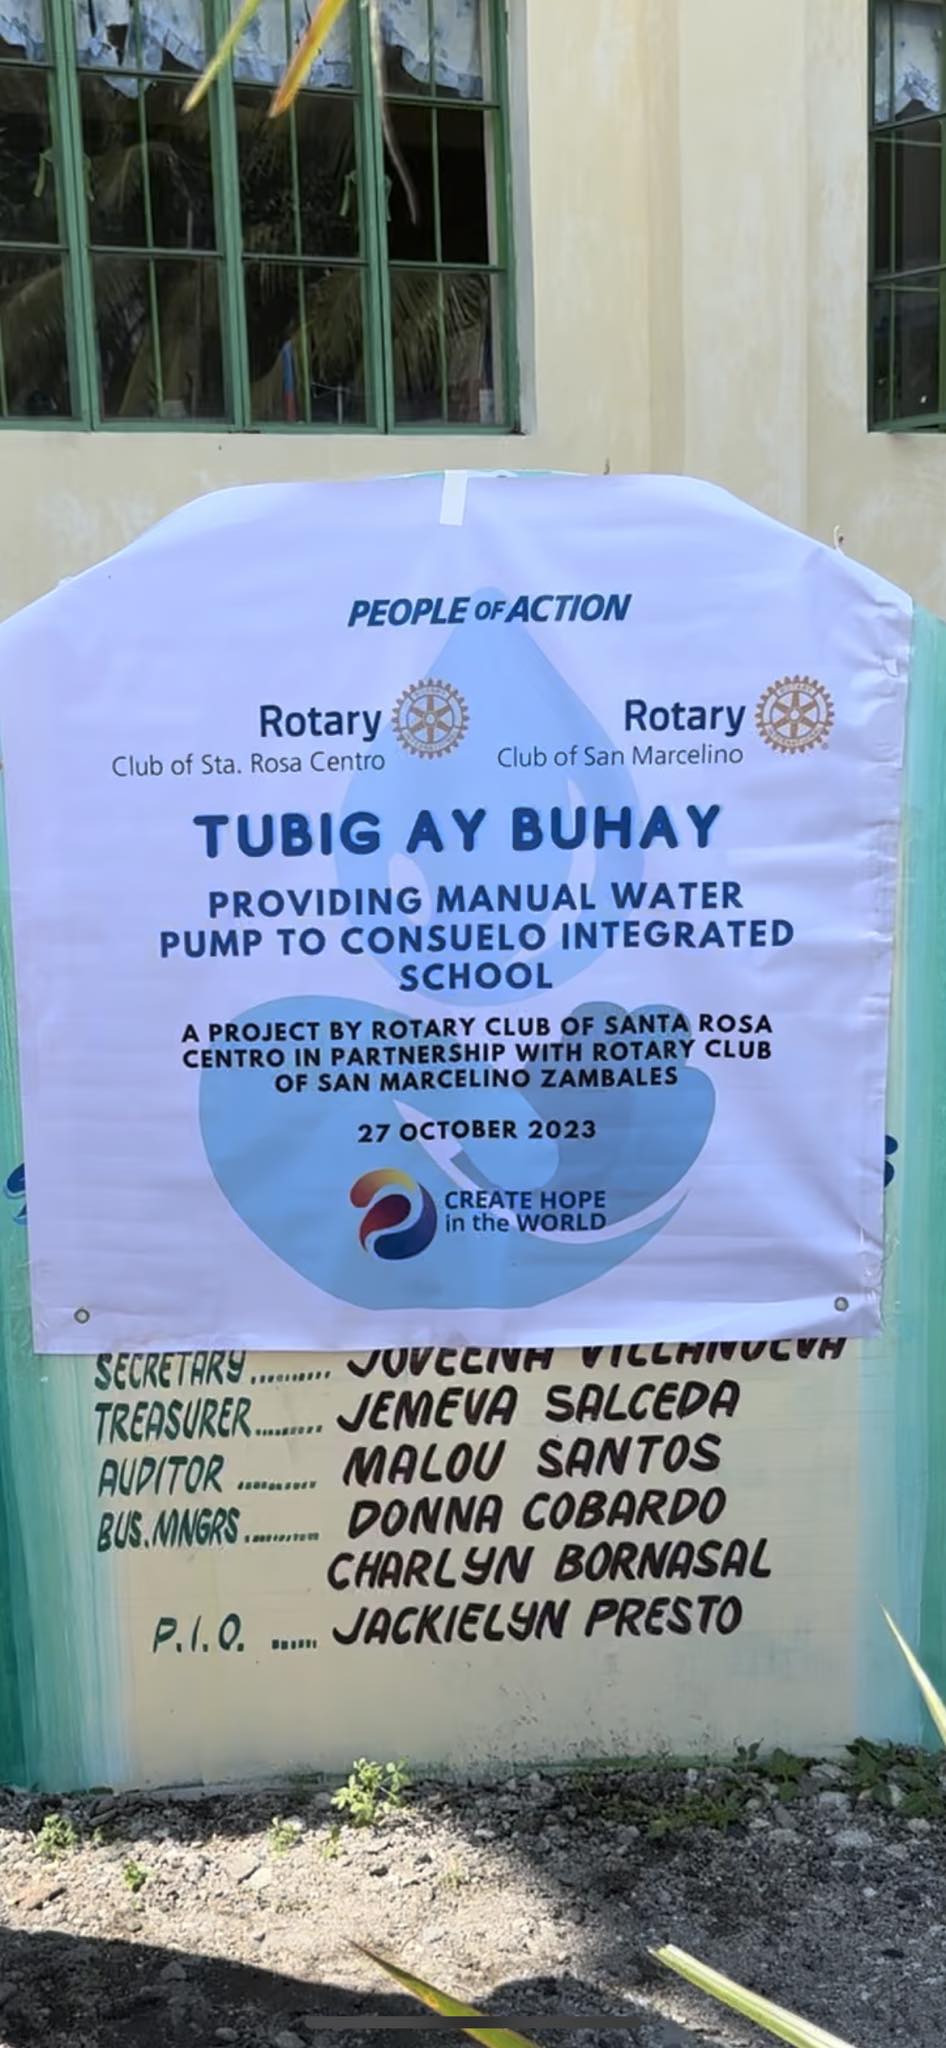 PEOPLE OF ACTION
Rotary
Club of Sta. Rosa Centro
Rotary
Club of San Marcelino
TUBIG AY BUHAY
PROVIDING MANUAL WATER
PUMP TO CONSUELO INTEGRATED
SCHOOL
A PROJECT BY ROTARY CLUB OF SANTA ROSA
CENTRO IN PARTNERSHIP WITH ROTARY CLUB
OF SAN MARCELINO ZAMBALES
27 OCTOBER 2023
CREATE HOPE
in the WORLD
SECRETARY .......... JOVEENA VILLANUEVA
TREASURER ........ JEMEVA SALCEDA
AUDITOR .......... MALOU SANTOS
BUS.MNGRS .......... DONNA COBARDO
CHARLYN BORNASAL
P.I.O. ...... JACKIELYN PRESTO